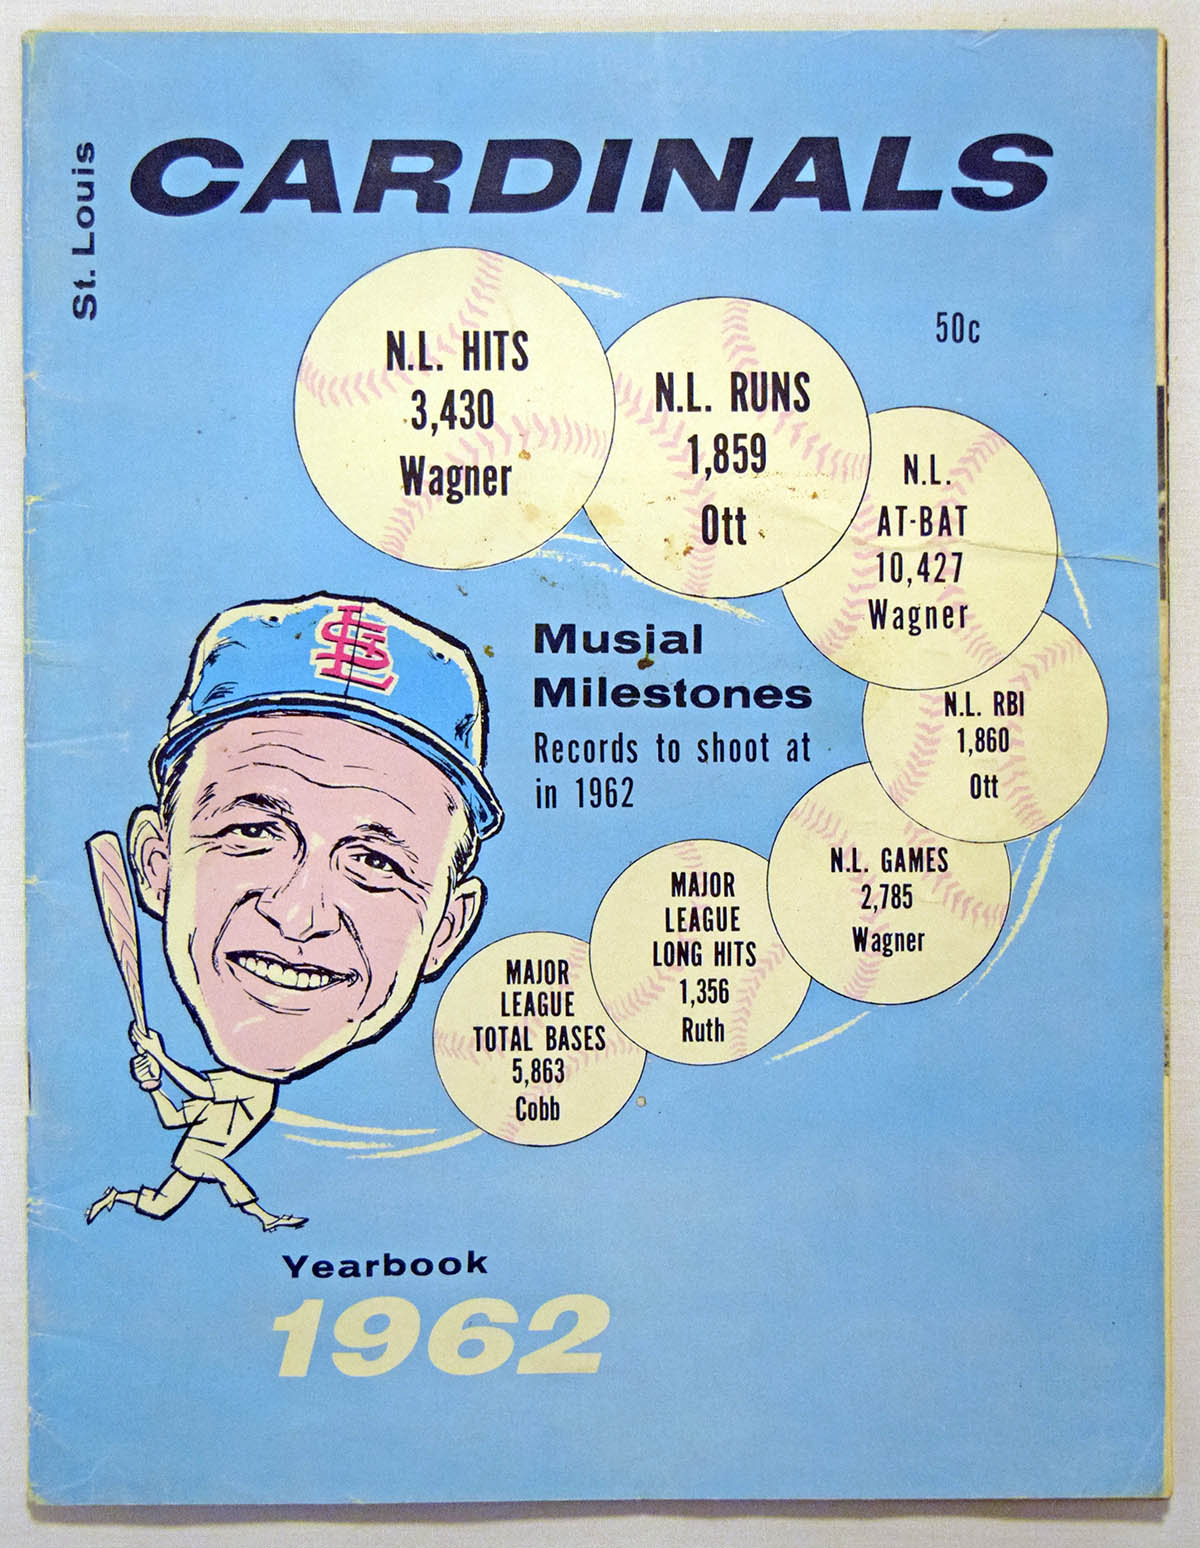 St. Louis
CARDINALS
50c
N.L. HITS
3,430
Wagner
N.L. RUNS
1,859
Ott
N.L.
AT-BAT
10,427
Wagner
N.L. RBI
1,860
Ott
N.L. GAMES
2,785
Wagner
MAJOR
LEAGUE
LONG HITS
1,356
Ruth
MAJOR
LEAGUE
TOTAL BASES
5,863
Cobb
Musial
Milestones
Records to shoot at
in 1962
STL
Yearbook
1962